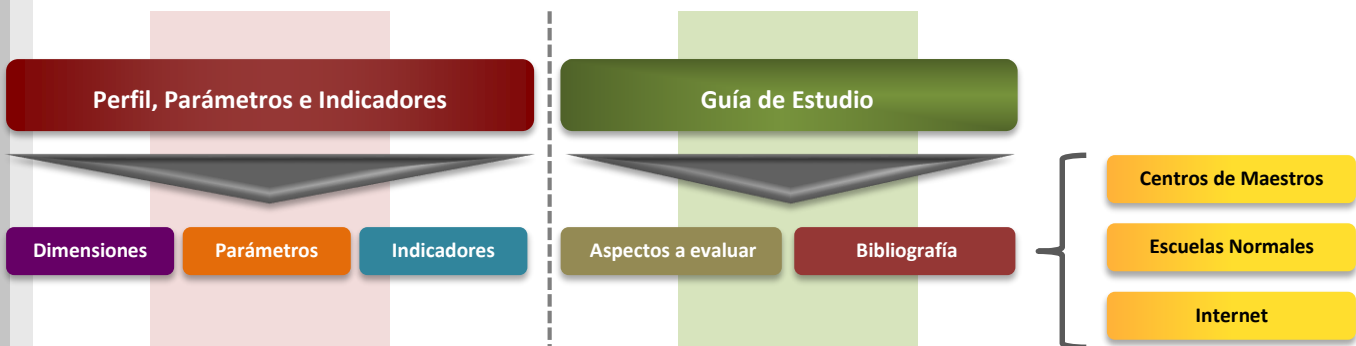 Perfil, Parámetros e Indicadores
Guía de Estudio
Dimensiones
Parámetros
Indicadores
Aspectos a evaluar
Bibliografía
Centros de Maestros
Escuelas Normales
Internet